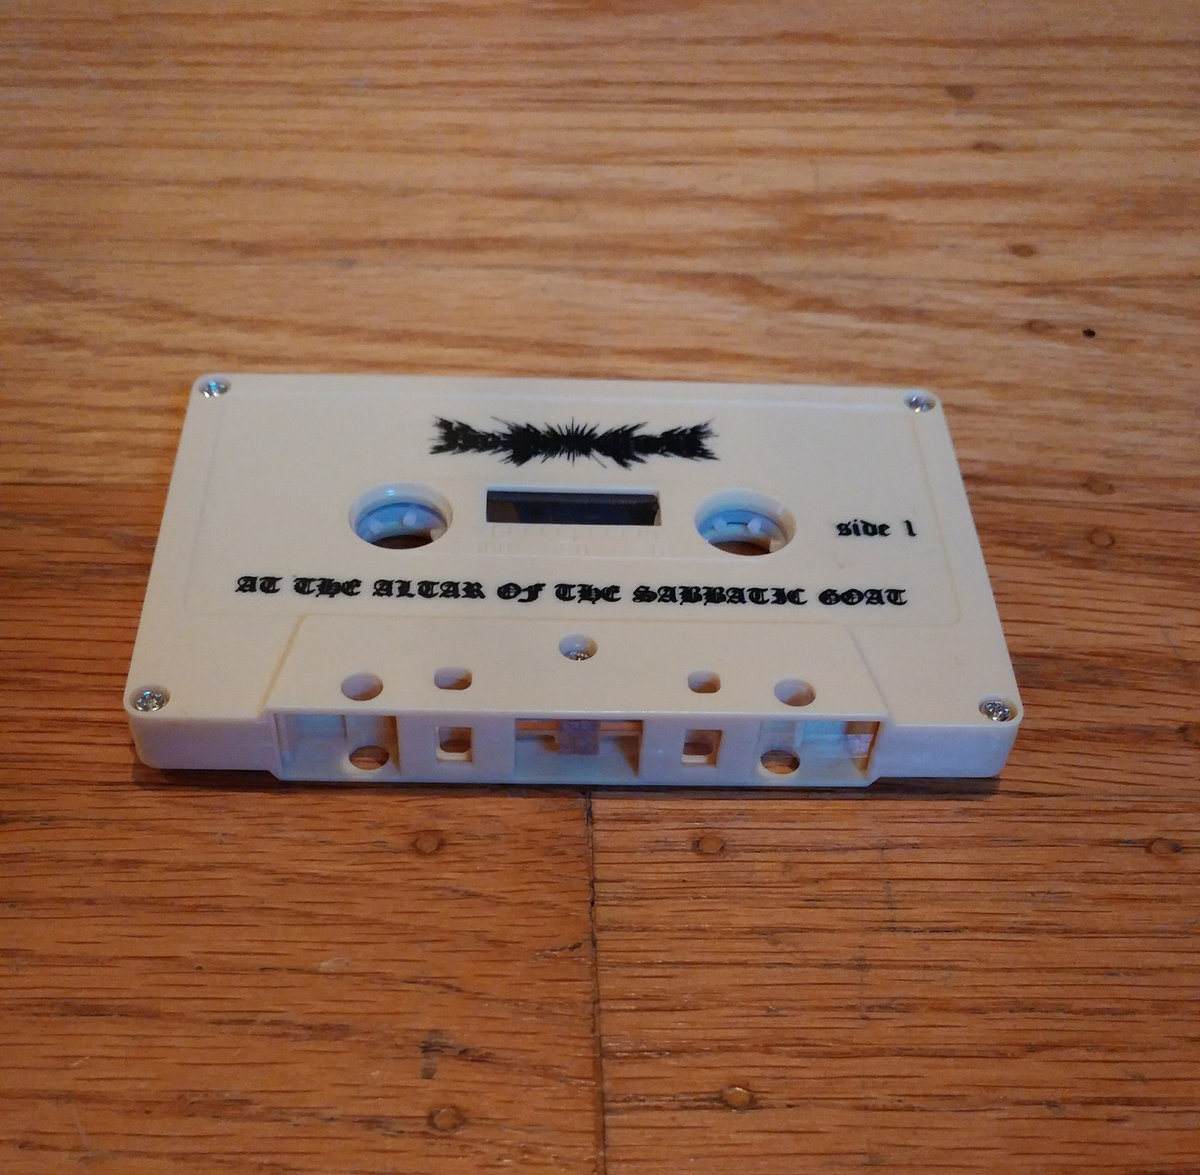 side 1
AT THE ALTAR OF THE SABBATIC GOAT